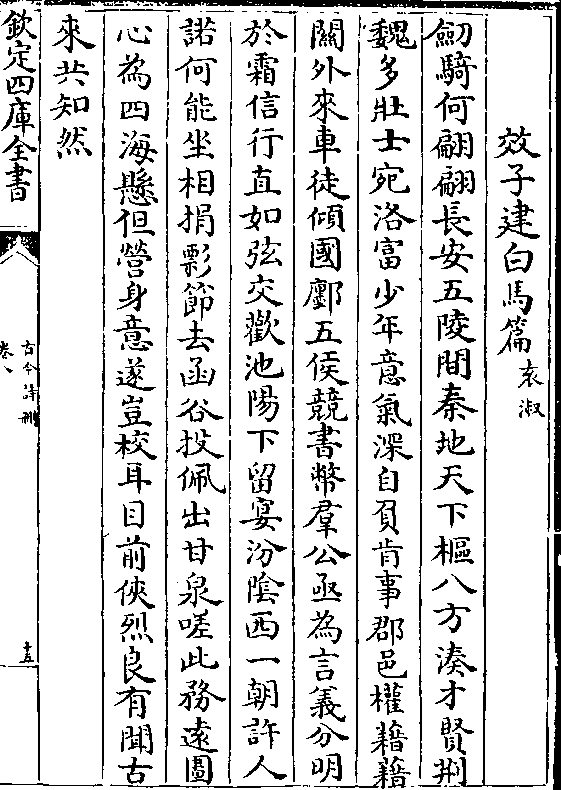 效子建白馬篇 袁淑
劒騎何翩翩長安五陵間秦地天下樞八方湊才賢荆
魏多壯士宛洛富少年意氣深自負肯事郡邑權藉藉
關外來車徒傾國鄽五侯競書幣羣公亟為言義分明
於霜信行直如弦交歡池陽下留宴汾隂西一朝許人
諾何能坐相捐影節去函谷投佩出甘泉嗟此務逺圖
心為四海懸但營身意遂豈校耳目前俠烈良有聞古
來共知然
欽定四庫全書
古今詩刪
卷八
十五